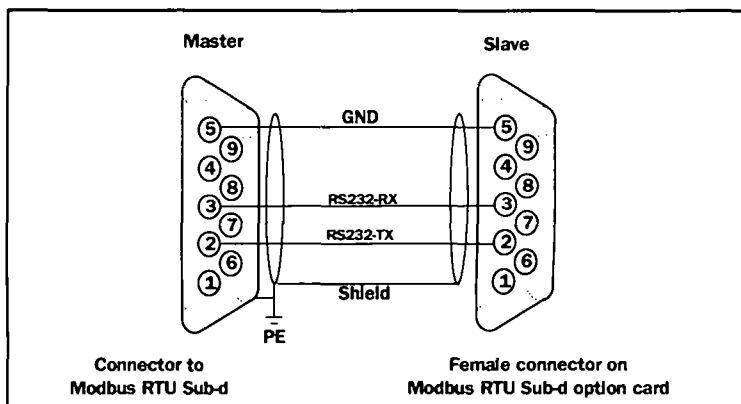 Master
Slave
GND
5
9
4
8
3
7
2
6
1
5
9
4
8
3
7
2
6
1
RS232-RX
RS232-TX
Shield
PE
Connector to
Modbus RTU Sub-d
Female connector on
Modbus RTU Sub-d option card